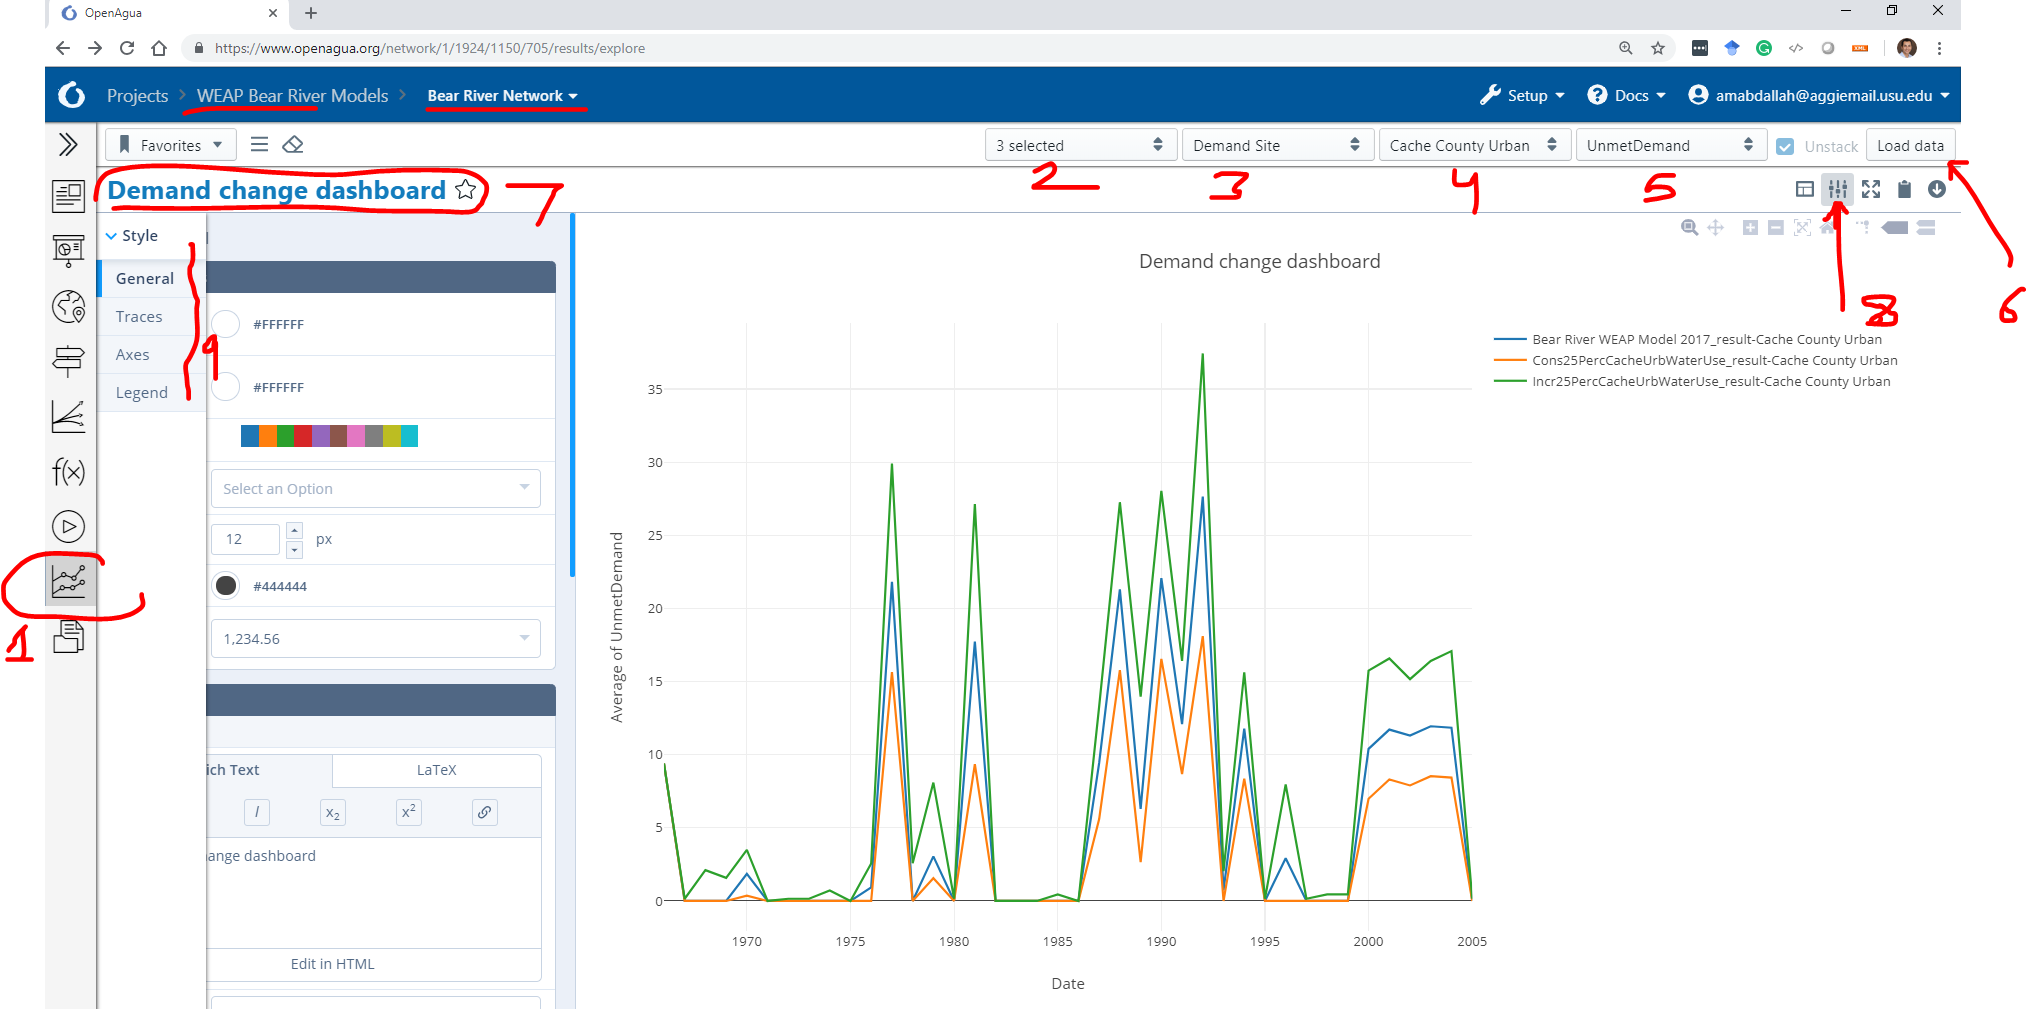 OpenAgua
https://www.openagua.org/network/1/1924/1150/705/results/explore
XML
Projects > WEAP Bear River Models > Bear River Network
Setup Docs amabdallah@aggiemail.usu.edu
Favorites 3 selected Demand Site Cache County Urban UnmetDemand Unstack Load data
2 3 4 5 6
Demand change dashboard 7
8
Style
General
Traces
Axes
Legend
9
1
#FFFFFF
#FFFFFF
Select an Option
12 px
#444444
1,234.56
ich Text LaTeX
I x2 x2
ange dashboard
Edit in HTML
Demand change dashboard
Bear River WEAP Model 2017_result-Cache County Urban
Cons25PercCacheUrbWaterUse_result-Cache County Urban
Incr25PercCacheUrbWaterUse_result-Cache County Urban
Average of UnmetDemand
35
30
25
20
15
10
5
0
1970 1975 1980 1985 1990 1995 2000 2005
Date